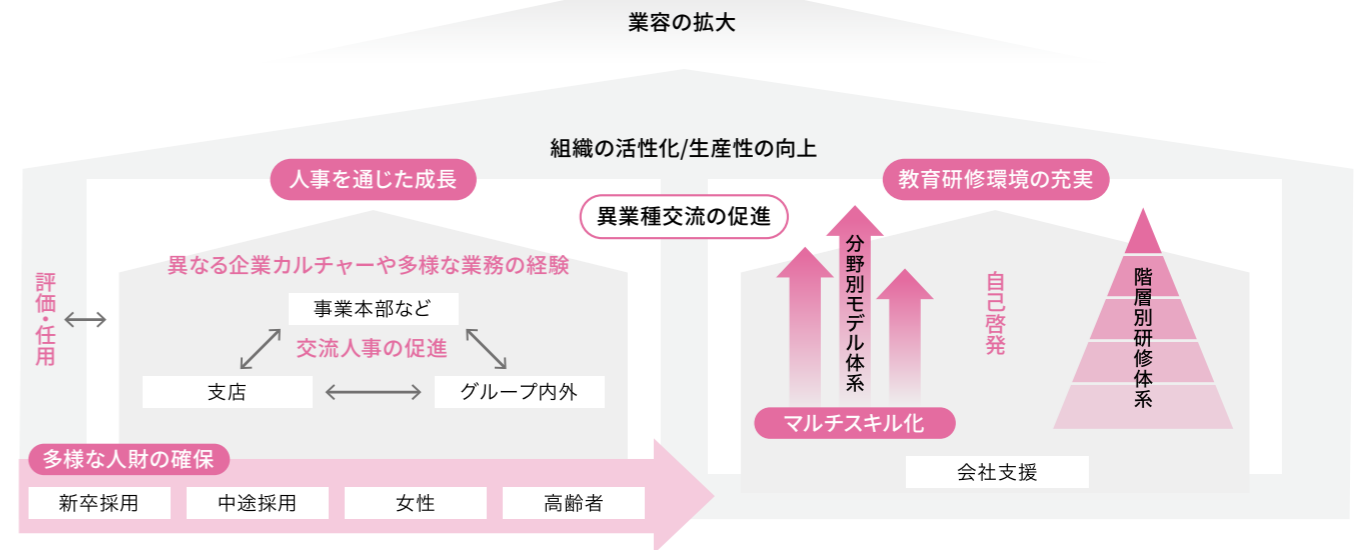 業容の拡大
組織の活性化/生産性の向上
人事を通じた成長
教育研修環境の充実
異業種交流の促進
異なる企業カルチャーや多様な業務の経験
事業本部など
交流人事の促進
支店
グループ内外
評価・任用
分野別モデル体系
自己啓発
階層別研修体系
マルチスキル化
会社支援
多様な人財の確保
新卒採用
中途採用
女性
高齢者